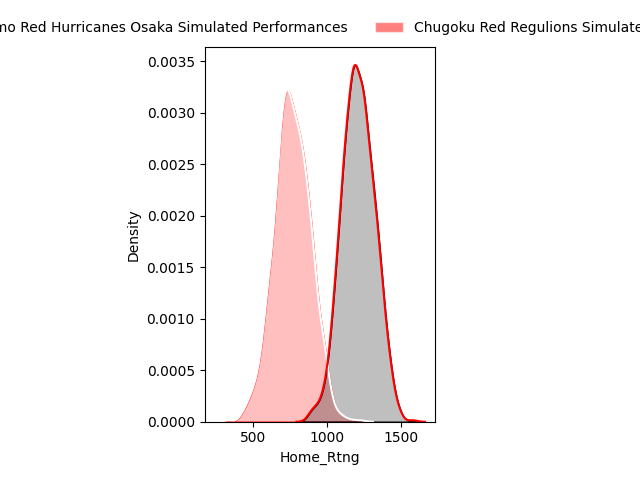 mo Red Hurricanes Osaka Simulated Performances Chugoku Red Regulions Simulate
0.0035
0.0030
0.0025
0.0020
0.0015
0.0010
0.0005
0.0000
Density
500 1000 1500
Home_Rtng